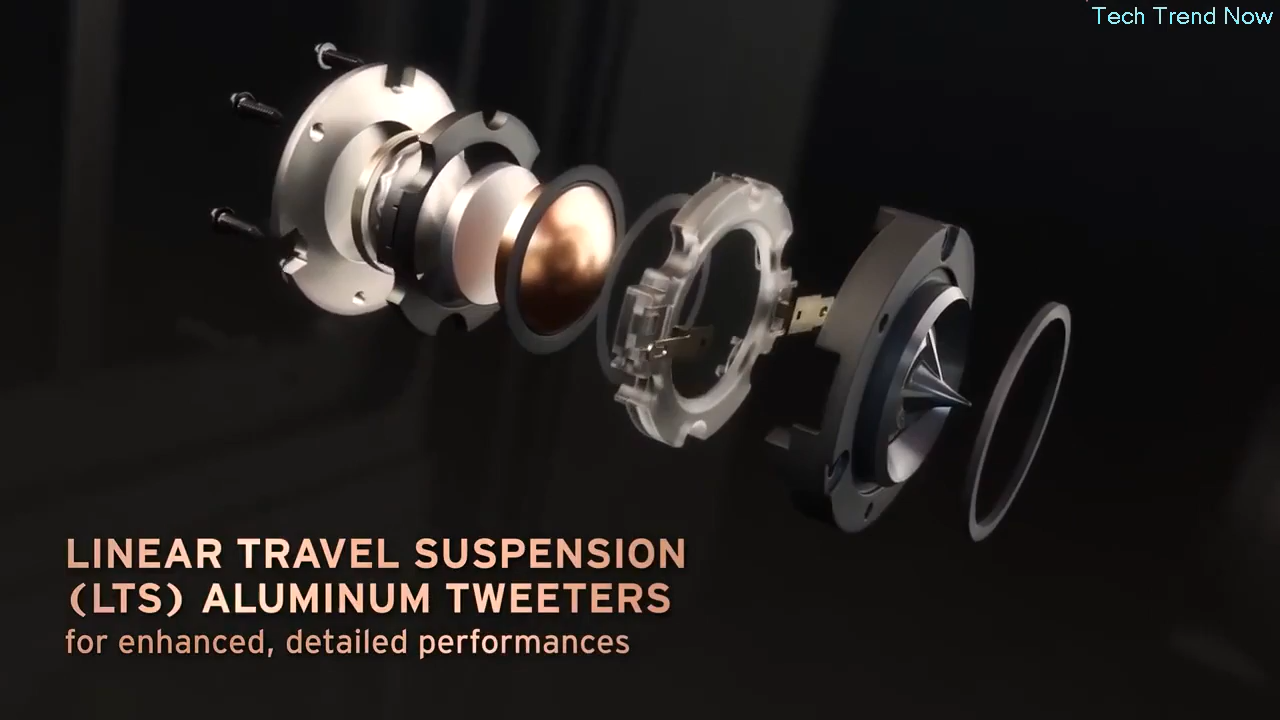 Tech Trend Now
LINEAR TRAVEL SUSPENSION
(LTS) ALUMINUM TWEETERS
for enhanced, detailed performances